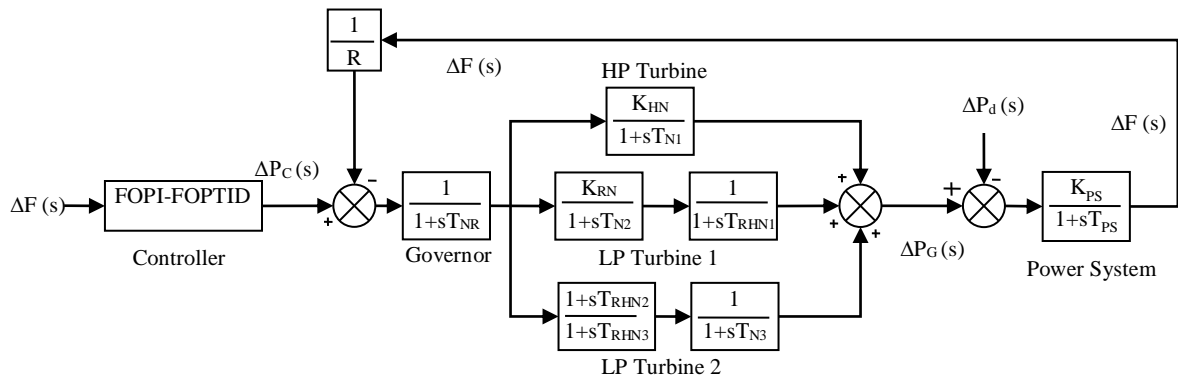 1
R
ΔF (s)
HP Turbine
K_HN
1+sT_N1
ΔP_d (s)
ΔF (s)
ΔP_C (s)
-
+
+
+
+
+
-
ΔF (s)
FOPI-FOPTID
Controller
1
1+sT_NR
Governor
K_RN
1+sT_N2
1
1+sT_RHN1
LP Turbine 1
ΔP_G (s)
K_PS
1+sT_PS
Power System
1+sT_RHN2
1+sT_RHN3
1
1+sT_N3
LP Turbine 2